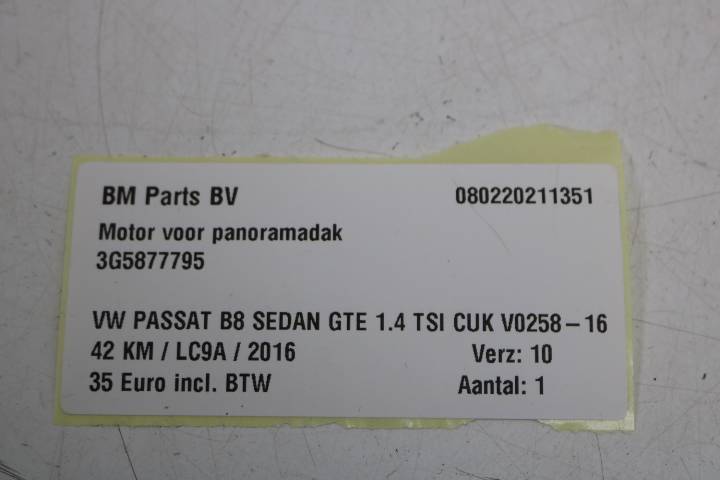 BM Parts BV 080220211351
Motor voor panoramadak
3G5877795
VW PASSAT B8 SEDAN GTE 1.4 TSI CUK V0258-16
42 KM / LC9A / 2016 Verz: 10
35 Euro incl. BTW Aantal: 1